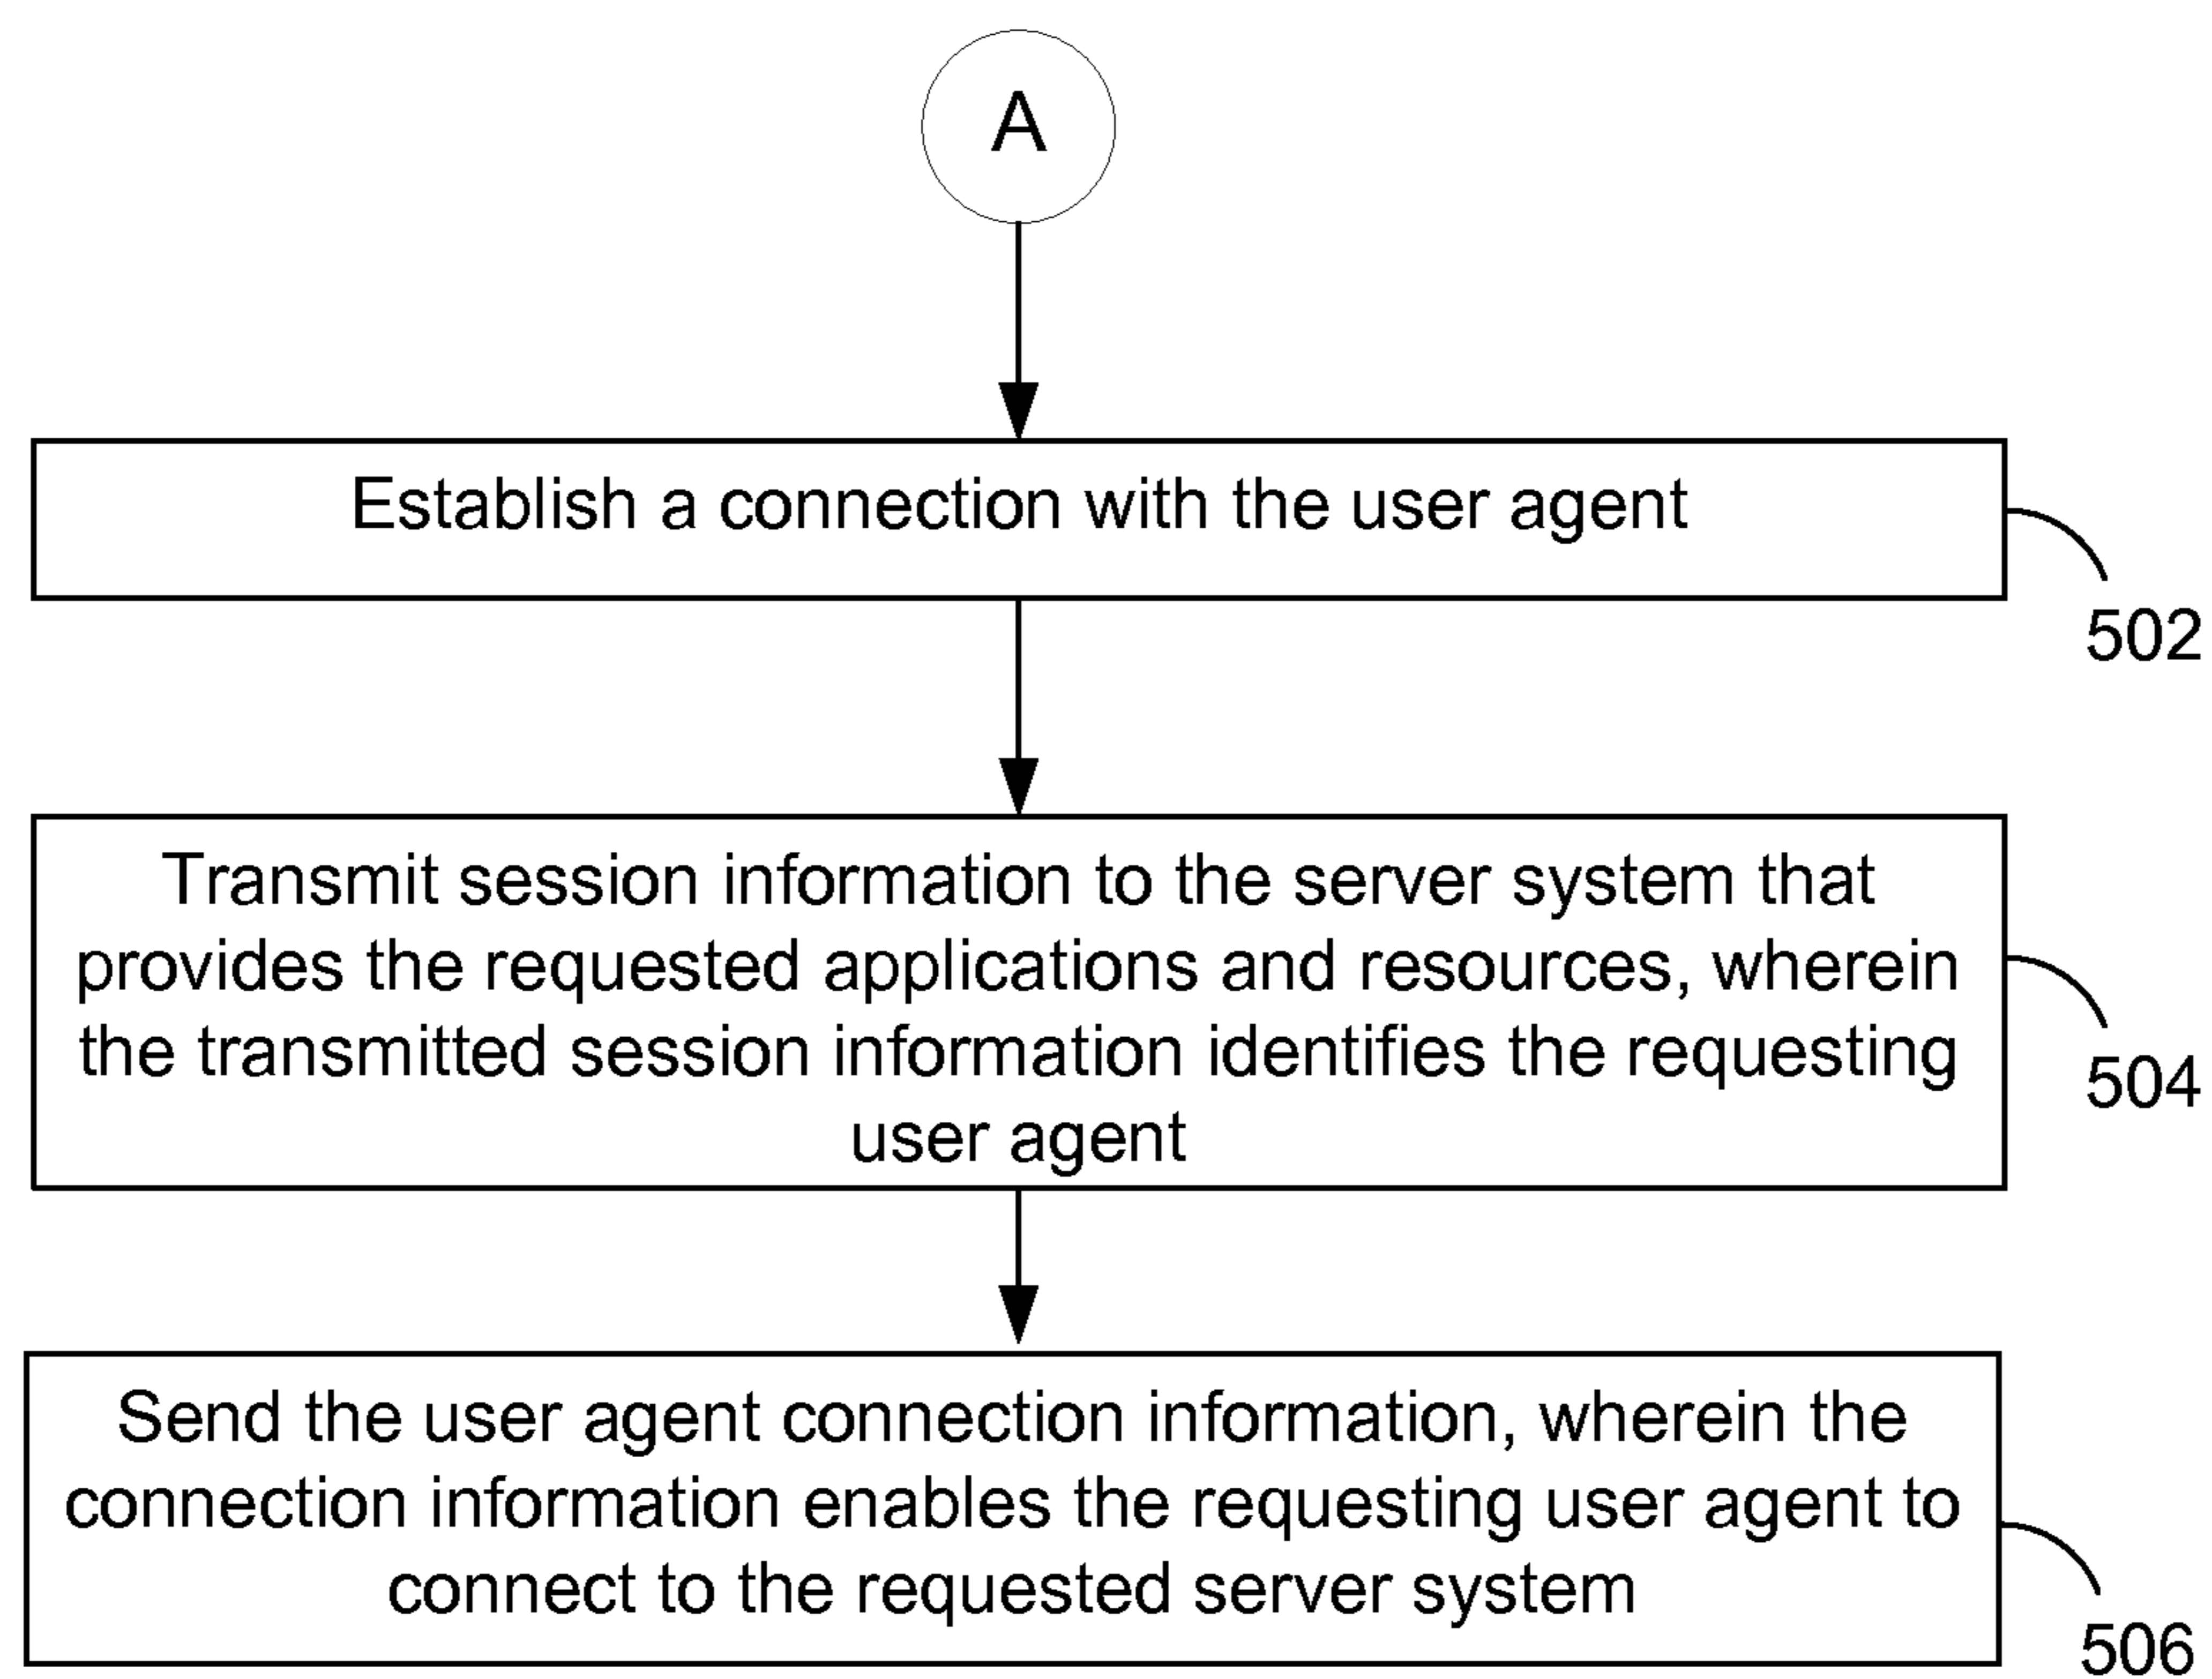 A
Establish a connection with the user agent
502
Transmit session information to the server system that
provides the requested applications and resources, wherein
the transmitted session information identifies the requesting
user agent
504
Send the user agent connection information, wherein the
connection information enables the requesting user agent to
connect to the requested server system
506